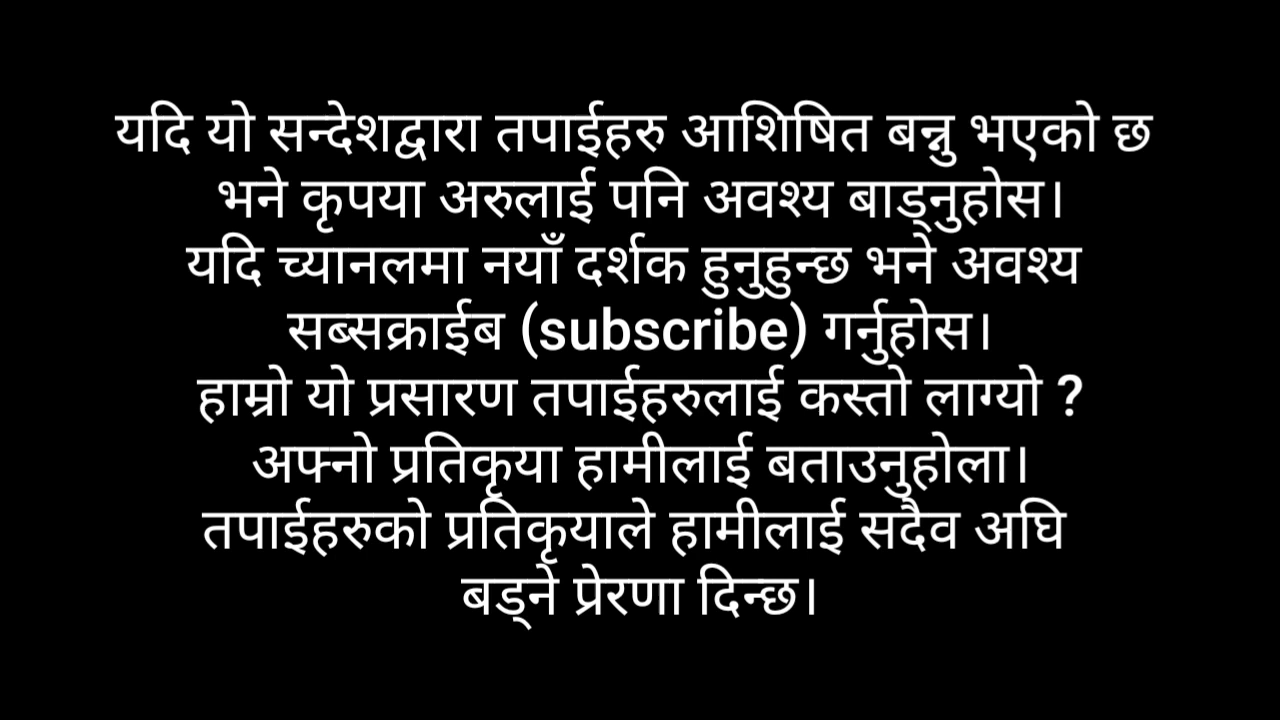 यदि यो सन्देशद्वारा तपाईहरु आशिषित बन्नु भएको छ
भने कृपया अरुलाई पनि अवश्य बाड्नुहोस।
यदि च्यानलमा नयाँ दर्शक हुनुहुन्छ भने अवश्य
सब्सक्राईब (subscribe) गर्नुहोस।
हाम्रो यो प्रसारण तपाईहरुलाई कस्तो लाग्यो ?
अफ्नो प्रतिकृया हामीलाई बताउनुहोला।
तपाईहरुको प्रतिकृयाले हामीलाई सदैव अघि
बड्ने प्रेरणा दिन्छ।